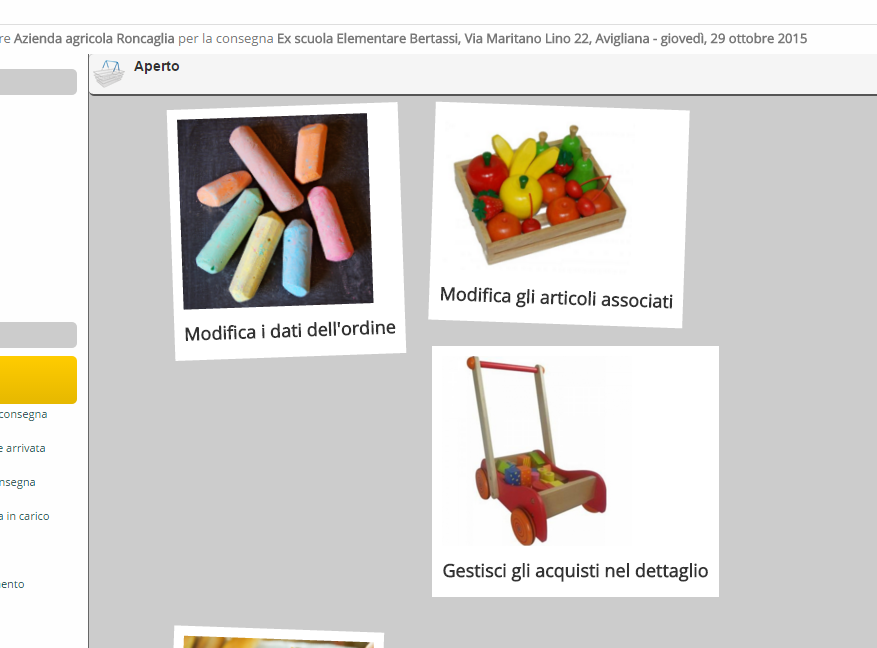 re Azienda agricola Roncaglia per la consegna Ex scuola Elementare Bertassi, Via Maritano Lino 22, Avigliana - giovedì, 29 ottobre 2015
Aperto
Modifica i dati dell'ordine
Modifica gli articoli associati
consegna
e arrivata
nsegna
a in carico
Gestisci gli acquisti nel dettaglio
ento